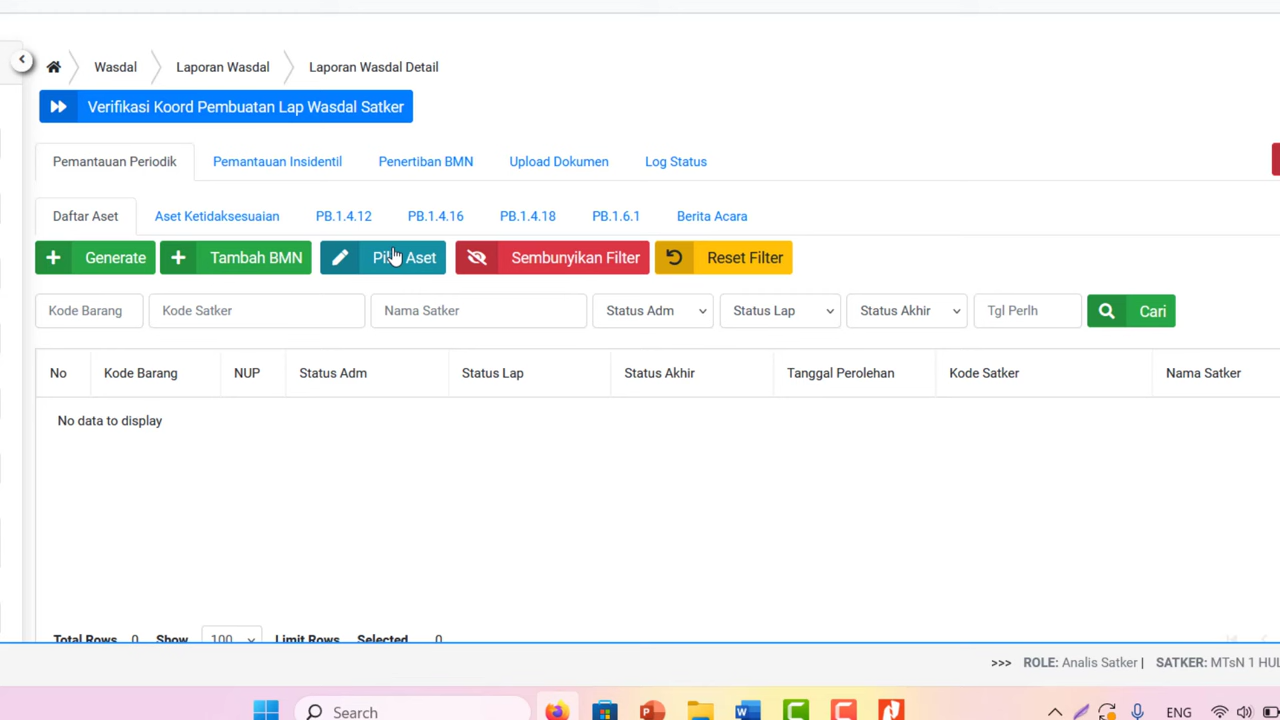 Wasdal Laporan Wasdal Laporan Wasdal Detail
Verifikasi Koord Pembuatan Lap Wasdal Satker
Pemantauan Periodik Pemantauan Insidentil Penertiban BMN Upload Dokumen Log Status
Daftar Aset Aset Ketidaksesuaian PB.1.4.12 PB.1.4.16 PB.1.4.18 PB.1.6.1 Berita Acara
Generate Tambah BMN Aset Sembunyikan Filter Reset Filter
Kode Barang Kode Satker Nama Satker Status Adm Status Lap Status Akhir Tgl Perlh Cari
No Kode Barang NUP Status Adm Status Lap Status Akhir Tanggal Perolehan Kode Satker Nama Satker
No data to display
Total Rows 0 Show 100 Limit Rows Selected 0
>>> ROLE: Analis Satker | SATKER: MTsN 1 HUL
Search ENG